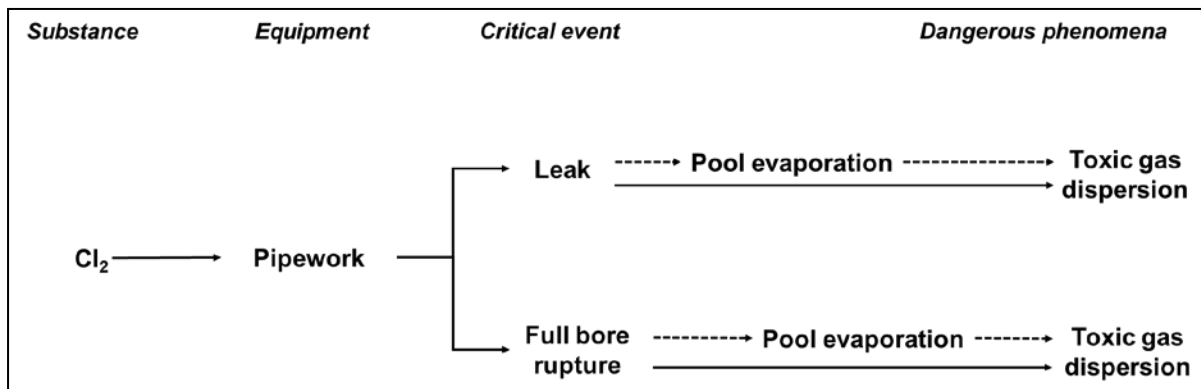 Substance Equipment Critical event Dangerous phenomena
Leak Pool evaporation Toxic gas
dispersion
Cl₂ Pipework
Full bore
rupture Pool evaporation Toxic gas
dispersion